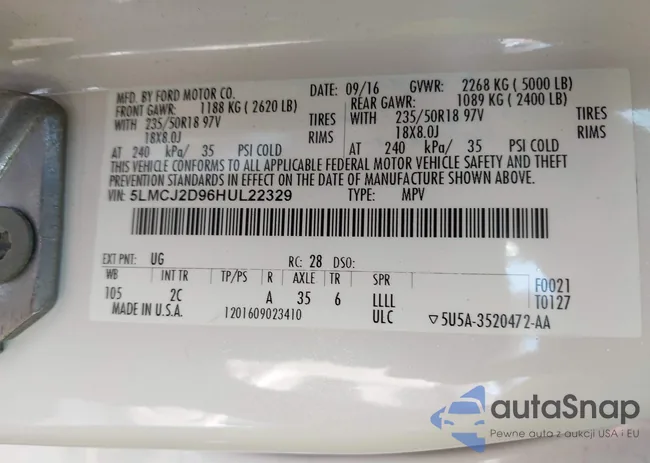 MFD. BY FORD MOTOR CO. DATE: 09/16 GVWR: 2268 KG ( 5000 LB)
FRONT GAWR: 1188 KG ( 2620 LB) REAR GAWR: 1089 KG ( 2400 LB)
WITH 235/50R18 97V TIRES WITH 235/50R18 97V TIRES
18X8.0J RIMS 18X8.0J RIMS
AT 240 kPa/ 35 PSI COLD AT 240 kPa/ 35 PSI COLD
THIS VEHICLE CONFORMS TO ALL APPLICABLE FEDERAL MOTOR VEHICLE SAFETY AND THEFT
PREVENTION STANDARDS IN EFFECT ON THE DATE OF MANUFACTURE SHOWN ABOVE.
VIN: 5LMCJ2D96HUL22329 TYPE: MPV
EXT PNT: UG RC: 28 DSO:
WB INT TR TP/PS R AXLE TR SPR F0021
105 2C A 35 6 LLLL T0127
MADE IN U.S.A. 1201609023410 ULC ▽5U5A-3520472-AA
autaSnap
Pewne auta z aukcji USA i EU